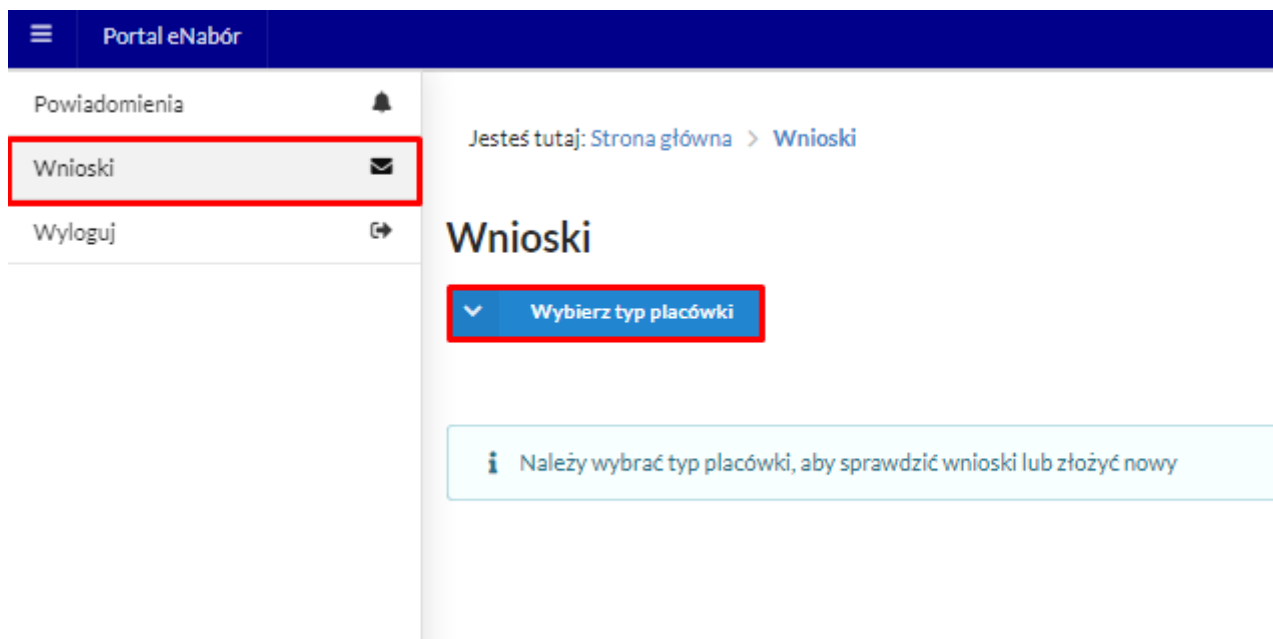 Portal eNabór
Powiadomienia
Wnioski
Wyloguj
Jesteś tutaj: Strona główna > Wnioski
Wnioski
Wybierz typ placówki
Należy wybrać typ placówki, aby sprawdzić wnioski lub złożyć nowy